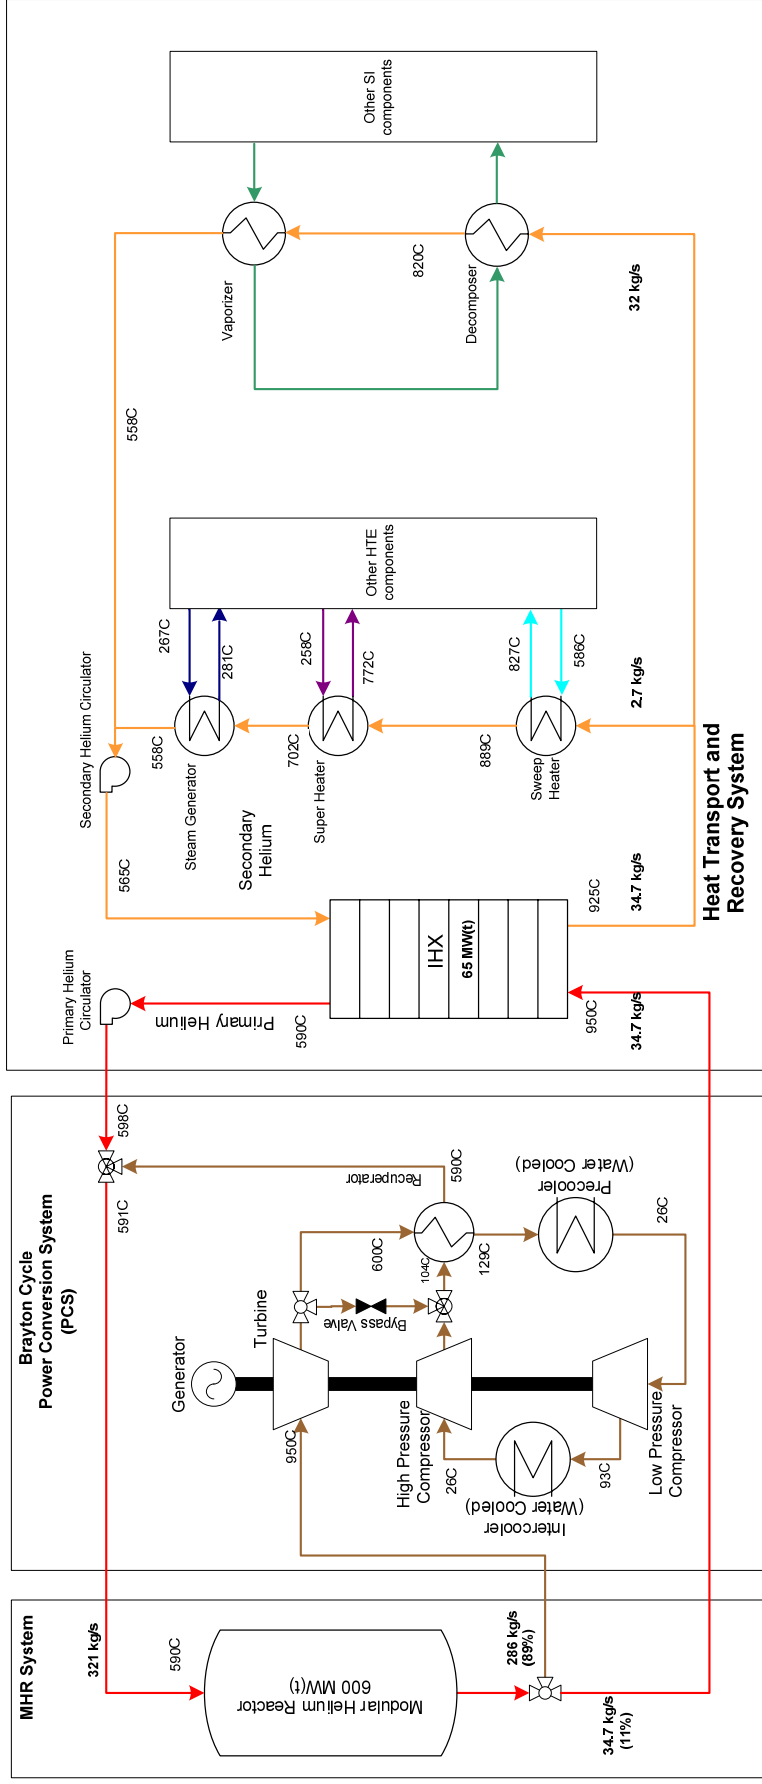 MHR System
321 kg/s
590C
Modular Helium Reactor
600 MW(t)
286 kg/s
(89%)
34.7 kg/s
(11%)
Brayton Cycle
Power Conversion System
(PCS)
591C
598C
Generator
Turbine
950C
600C
Recuperator
590C
104C
129C
Bypass Valve
High Pressure
Compressor
26C
Intercooler
(Water Cooled)
93C
Low Pressure
Compressor
Precooler
(Water Cooled)
26C
Primary Helium
Circulator
Primary Helium
590C
IHX
65 MW(t)
950C
34.7 kg/s
Secondary Helium Circulator
565C
Secondary
Helium
925C
34.7 kg/s
Heat Transport and
Recovery System
558C
Steam Generator
267C
281C
702C
Super Heater
258C
772C
889C
Sweep
Heater
827C
586C
2.7 kg/s
Other HTE
components
558C
Vaporizer
820C
Decomposer
32 kg/s
Other SI
components